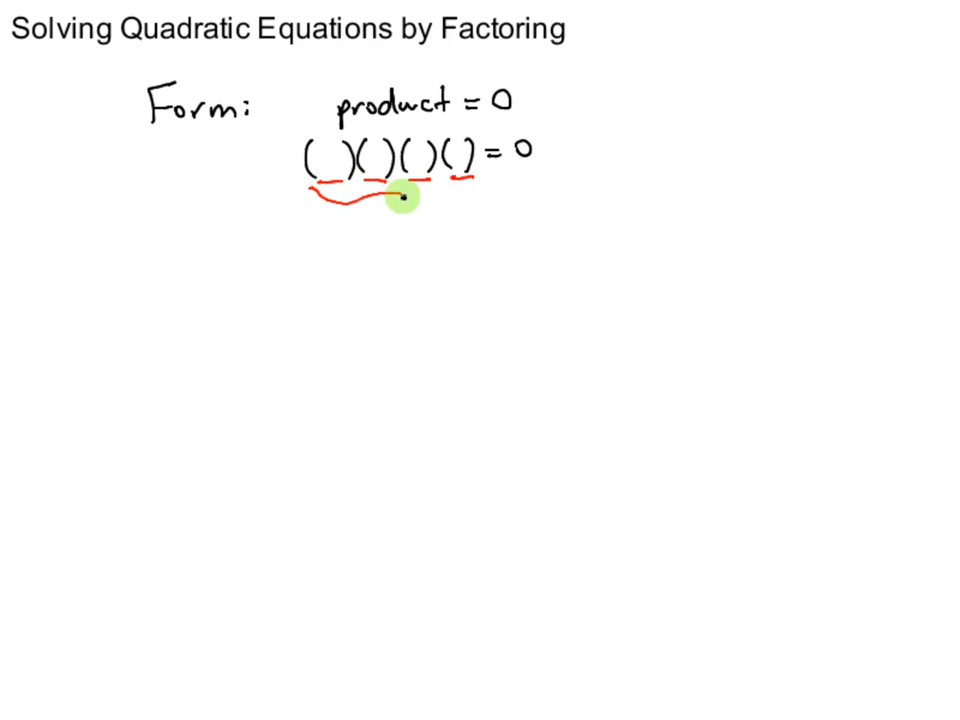 Solving Quadratic Equations by Factoring
Form: product = 0
( )( )( )( ) = 0